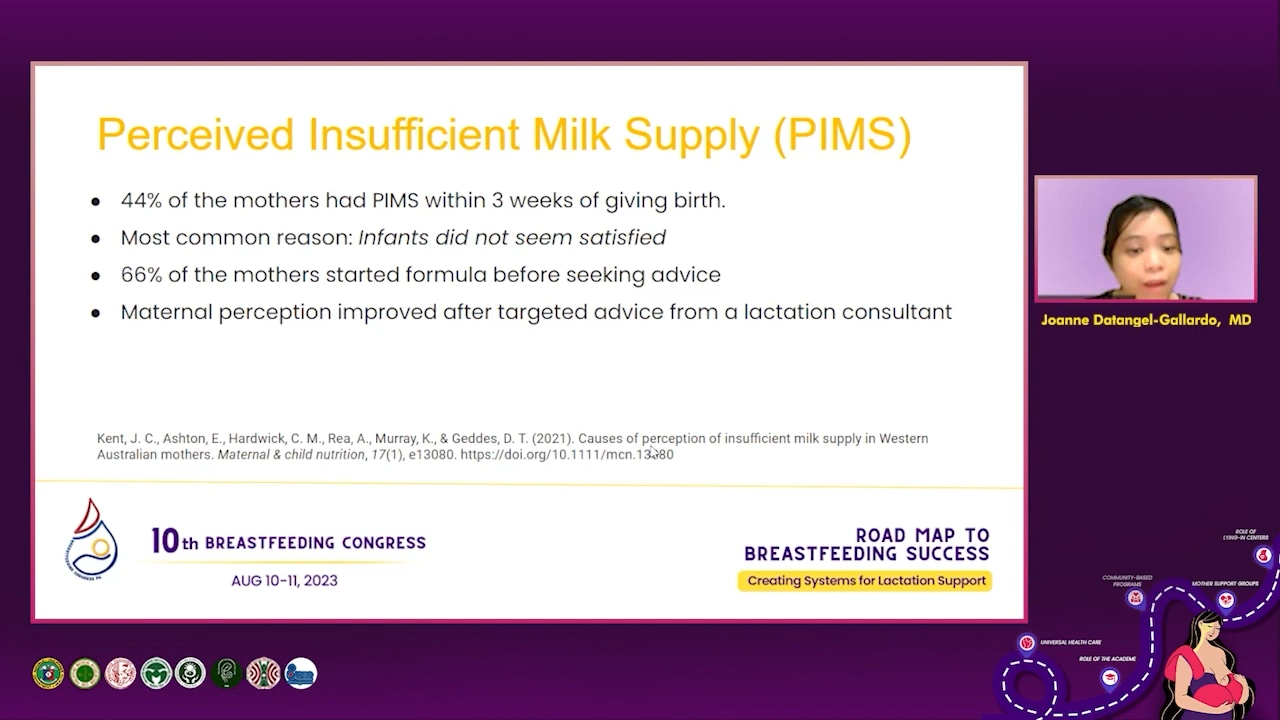 Perceived Insufficient Milk Supply (PIMS)
● 44% of the mothers had PIMS within 3 weeks of giving birth.
● Most common reason: Infants did not seem satisfied
● 66% of the mothers started formula before seeking advice
● Maternal perception improved after targeted advice from a lactation consultant
Kent, J. C., Ashton, E., Hardwick, C. M., Rea, A., Murray, K., & Geddes, D. T. (2021). Causes of perception of insufficient milk supply in Western
Australian mothers. Maternal & child nutrition, 17(1), e13080. https://doi.org/10.1111/mcn.13080
10th BREASTFEEDING CONGRESS
AUG 10-11, 2023
ROAD MAP TO
BREASTFEEDING SUCCESS
Creating Systems for Lactation Support
Joanne Datangel-Gallardo, MD
ROLE OF
LYING-IN CENTERS
COMMUNITY-BASED
PROGRAMS
MOTHER SUPPORT GROUPS
UNIVERSAL HEALTH CARE
ROLE OF THE ACADEME